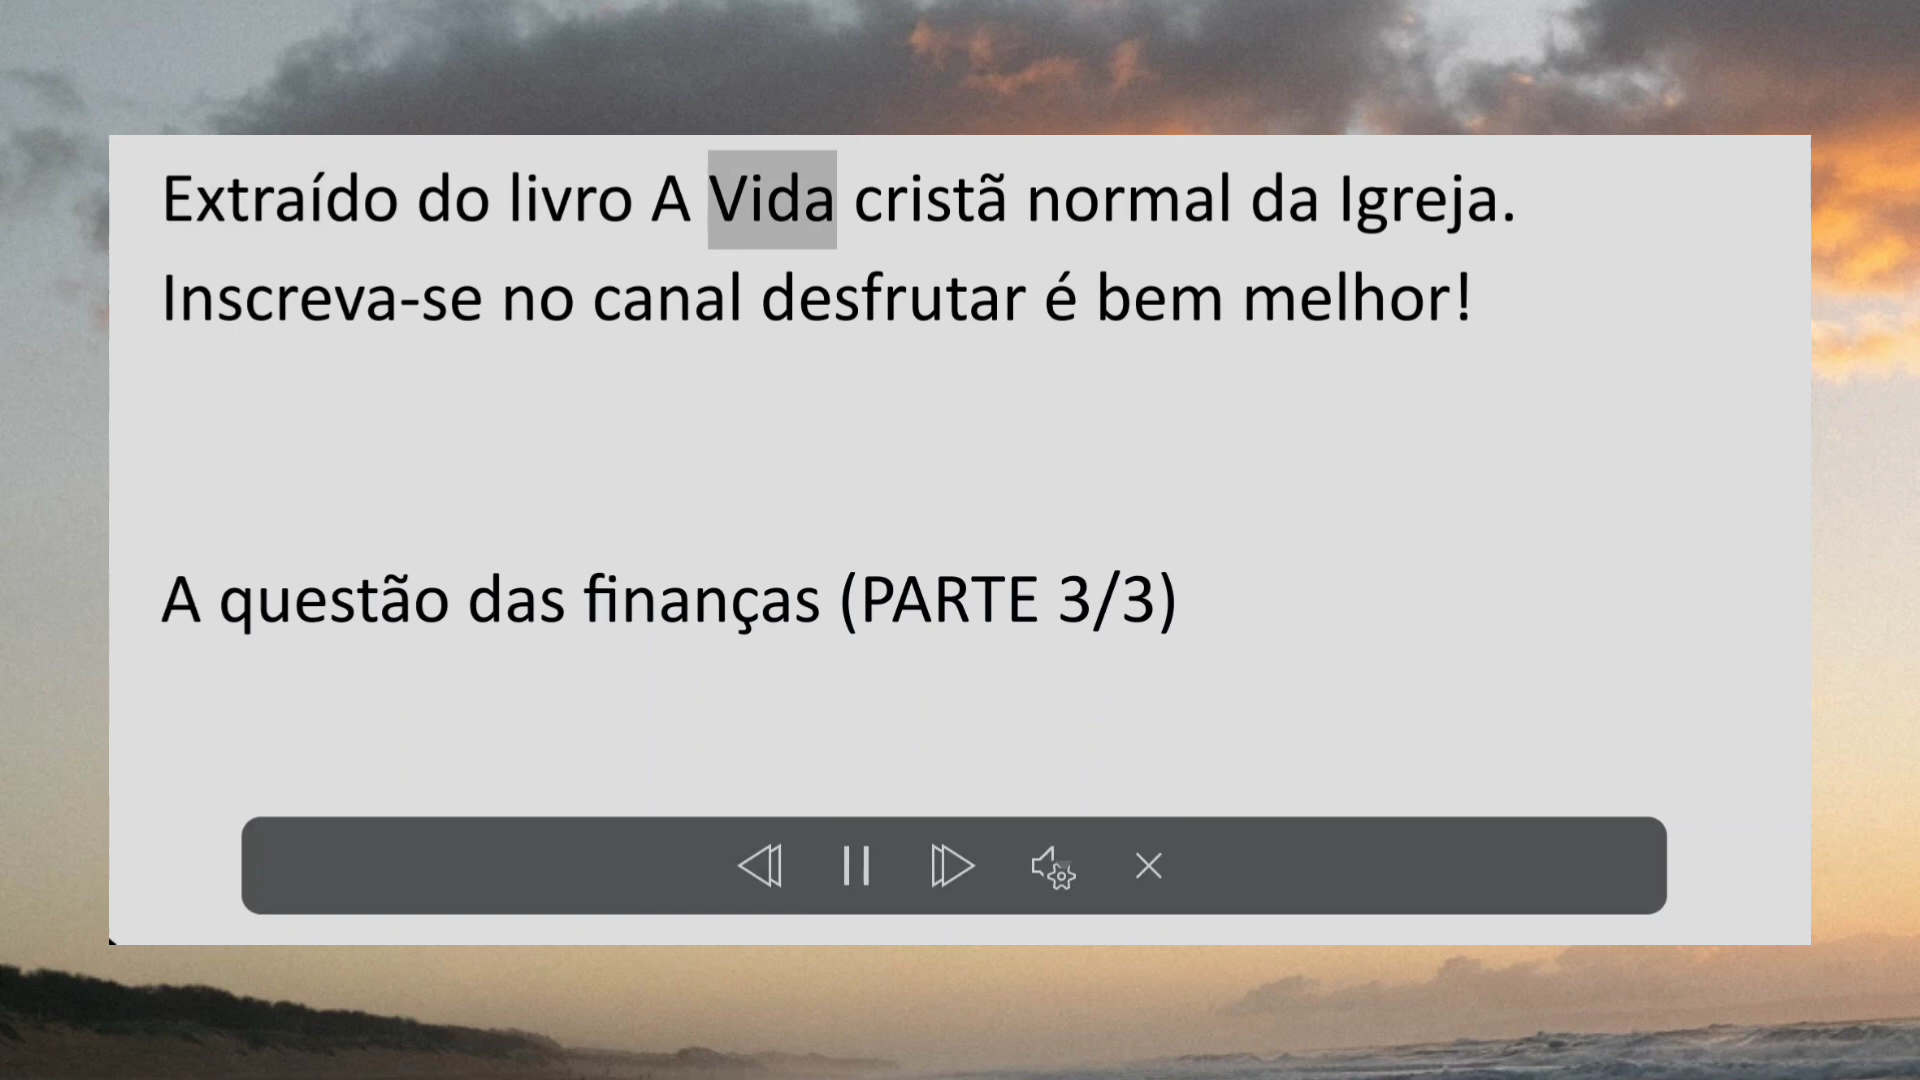 Extraído do livro A Vida cristã normal da Igreja.
Inscreva-se no canal desfrutar é bem melhor!
A questão das finanças (PARTE 3/3)